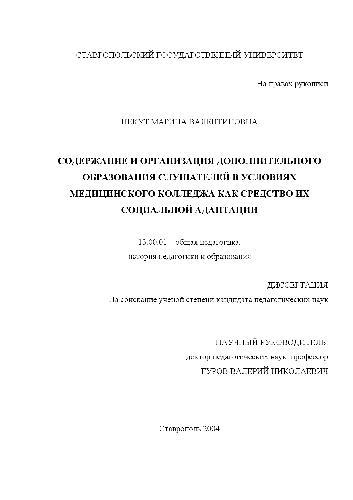 СТАВРОПОЛЬСКИЙ ГОСУДАРСТВЕННЫЙ УНИВЕРСИТЕТ
На правах рукописи
МАРИНА ВАЛЕНТИНОВНА
СОДЕРЖАНИЕ И ОРГАНИЗАЦИЯ ДОПОЛНИТЕЛЬНОГО
ОБРАЗОВАНИЯ СЛУШАТЕЛЕЙ В УСЛОВИЯХ
МЕДИЦИНСКОГО КОЛЛЕДЖА КАК СРЕДСТВО ИХ
СОЦИАЛЬНОЙ АДАПТАЦИИ
13.00.01 – общая педагогика,
история педагогики и образования
ДИССЕРТАЦИЯ
На соискание ученой степени кандидата педагогических наук
НАУЧНЫЙ РУКОВОДИТЕЛЬ:
доктор педагогических наук, профессор
ГУРОВ ВАЛЕРИЙ НИКОЛАЕВИЧ
Ставрополь 2004